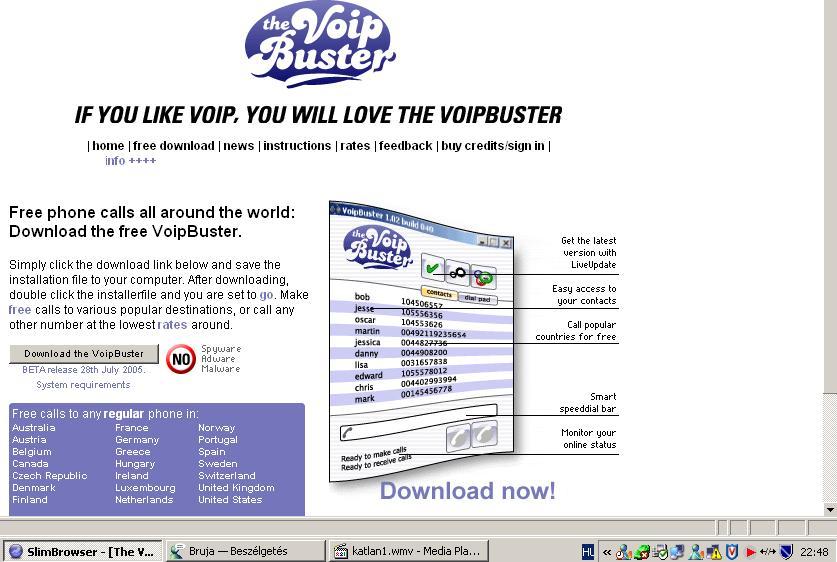 the Voip
Buster
IF YOU LIKE VOIP, YOU WILL LOVE THE VOIPBUSTER
| home | free download | news | instructions | rates | feedback | buy credits/sign in |
info ++++
Free phone calls all around the world:
Download the free VoipBuster.
Simply click the download link below and save the
installation file to your computer. After downloading,
double click the installerfile and you are set to go. Make
free calls to various popular destinations, or call any
other number at the lowest rates around.
Download the VoipBuster
BETA release 28th July 2005.
System requirements
NO
Spyware
Adware
Malware
Free calls to any regular phone in:
Australia France Norway
Austria Germany Portugal
Belgium Greece Spain
Canada Hungary Sweden
Czech Republic Ireland Switzerland
Denmark Luxembourg United Kingdom
Finland Netherlands United States
VoipBuster 1.02 build 040
the Voip
Buster
contacts dial pad
bob 104506557
jesse 105556356
oscar 104553626
martin 00492119235654
jessica 0044827736
danny 0044908200
lisa 0031657838
edward 1055578012
chris 004402993994
mark 00145456778
Ready to make calls
Ready to receive calls
Get the latest
version with
LiveUpdate
Easy access to
your contacts
Call popular
countries for free
Smart
speeddial bar
Monitor your
online status
Download now!
SlimBrowser - [The V...
Bruja — Beszélgetés
katlan1.wmv - Media Pla...
HU
«
22:48